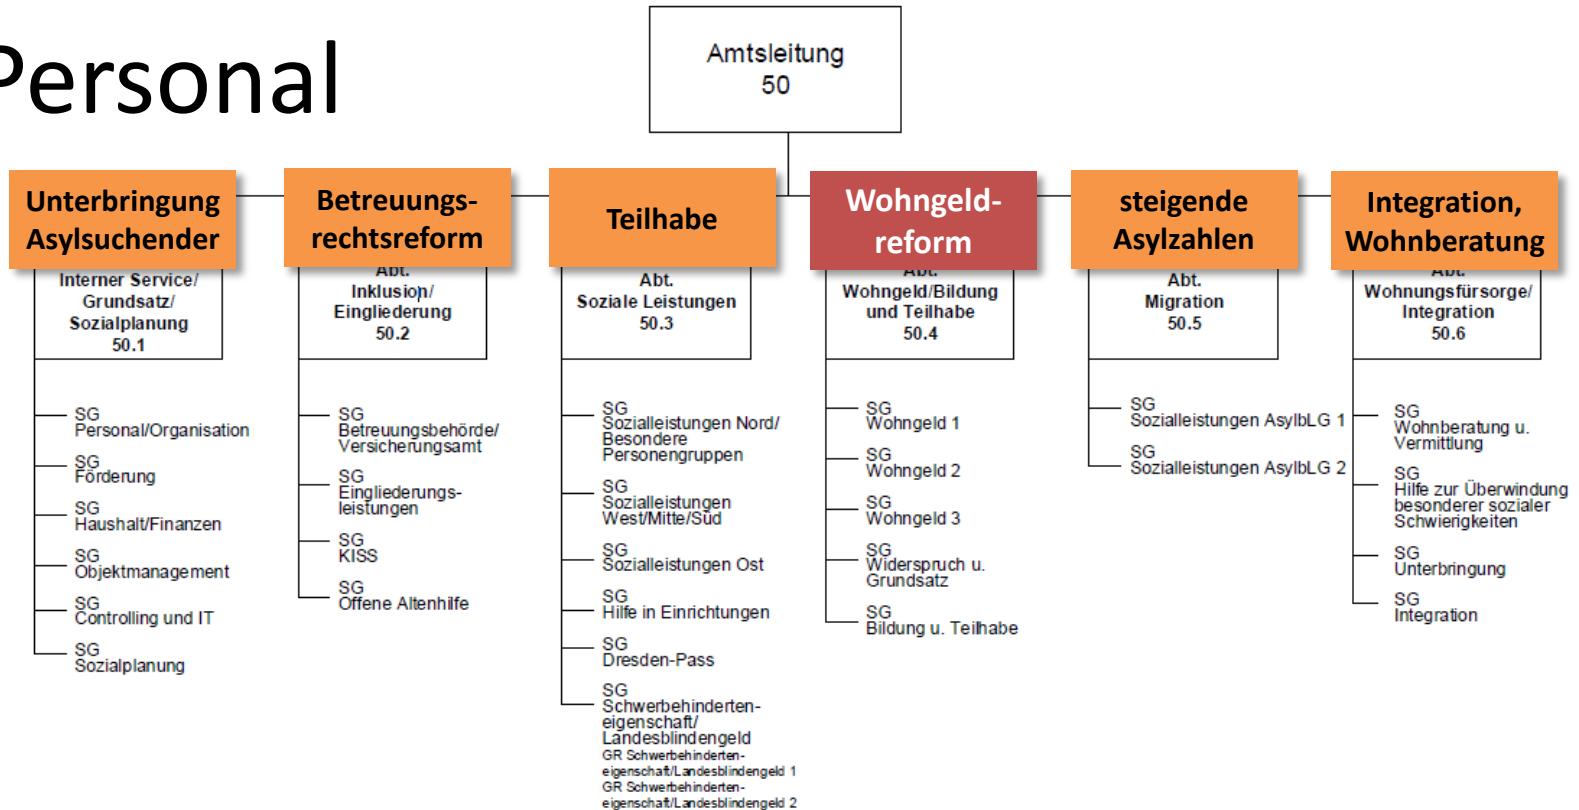 Personal
Amtsleitung
50
Unterbringung
Asylsuchender
Interner Service/
Grundsatz/
Sozialplanung
50.1
SG
Personal/Organisation
SG
Förderung
SG
Haushalt/Finanzen
SG
Objektmanagement
SG
Controlling und IT
SG
Sozialplanung
Betreuungs-
rechtsreform
Abt.
Inklusion/
Eingliederung
50.2
SG
Betreuungsbehörde/
Versicherungsamt
SG
Eingliederungs-
leistungen
SG
KISS
SG
Offene Altenhilfe
Teilhabe
Abt.
Soziale Leistungen
50.3
SG
Sozialleistungen Nord/
Besondere
Personengruppen
SG
Sozialleistungen
West/Mitte/Süd
SG
Sozialleistungen Ost
SG
Hilfe in Einrichtungen
SG
Dresden-Pass
SG
Schwerbehinderten-
eigenschaft/
Landesblindengeld
GR Schwerbehinderten-
eigenschaft/Landesblindengeld 1
GR Schwerbehinderten-
eigenschaft/Landesblindengeld 2
Wohngeld-
reform
Abt.
Wohngeld/Bildung
und Teilhabe
50.4
SG
Wohngeld 1
SG
Wohngeld 2
SG
Wohngeld 3
SG
Widerspruch u.
Grundsatz
SG
Bildung u. Teilhabe
steigende
Asylzahlen
Abt.
Migration
50.5
SG
Sozialleistungen AsylbLG 1
SG
Sozialleistungen AsylbLG 2
Integration,
Wohnberatung
Abt.
Wohnungsfürsorge/
Integration
50.6
SG
Wohnberatung u.
Vermittlung
SG
Hilfe zur Überwindung
besonderer sozialer
Schwierigkeiten
SG
Unterbringung
SG
Integration